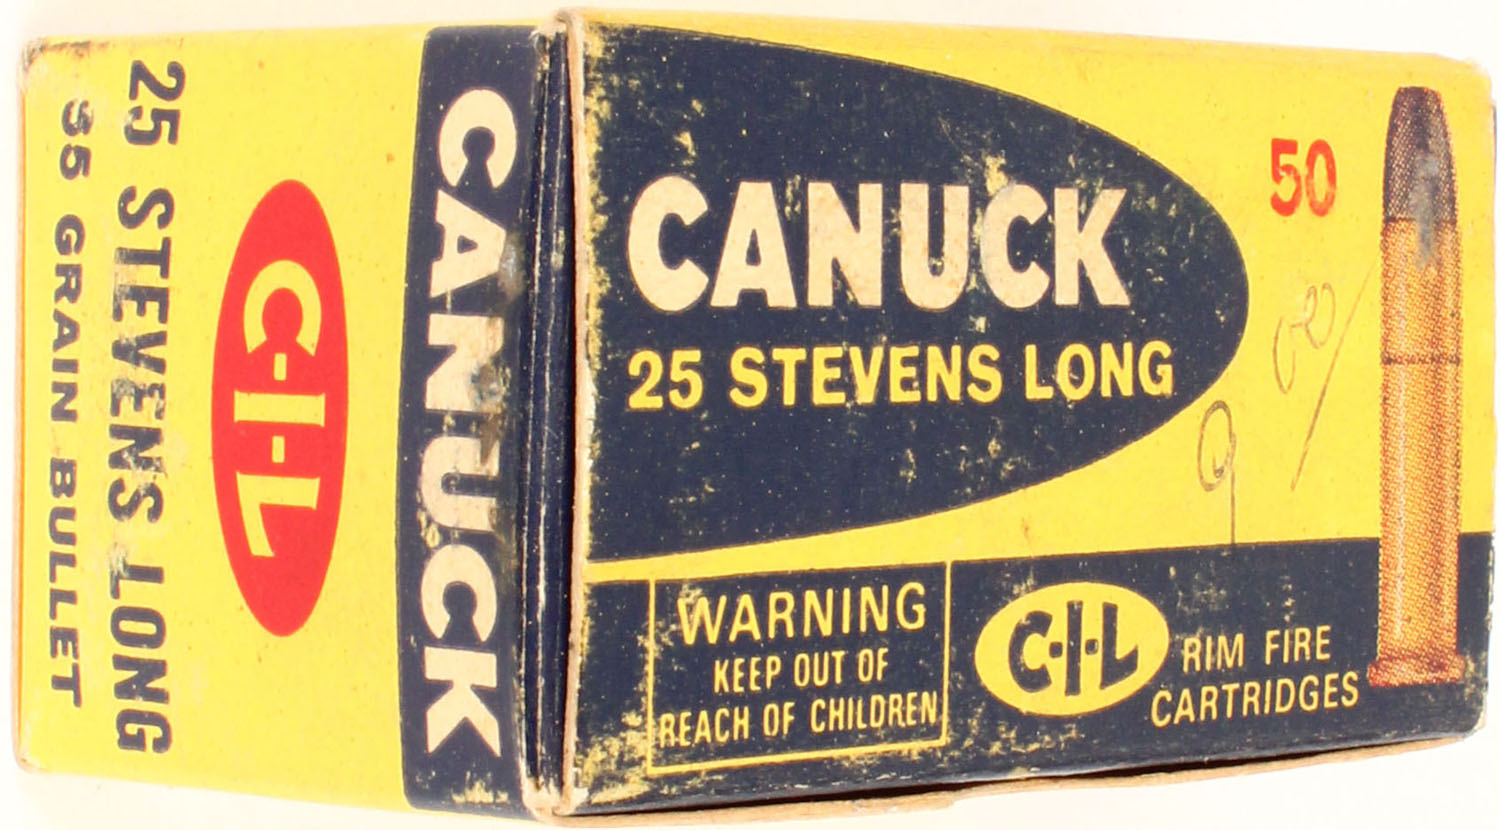 CANUCK
25 STEVENS LONG
50
WARNING
KEEP OUT OF
REACH OF CHILDREN
C-I-L
RIM FIRE
CARTRIDGES
CANUCK
C-I-L
25 STEVENS LONG
GRAIN BULLET